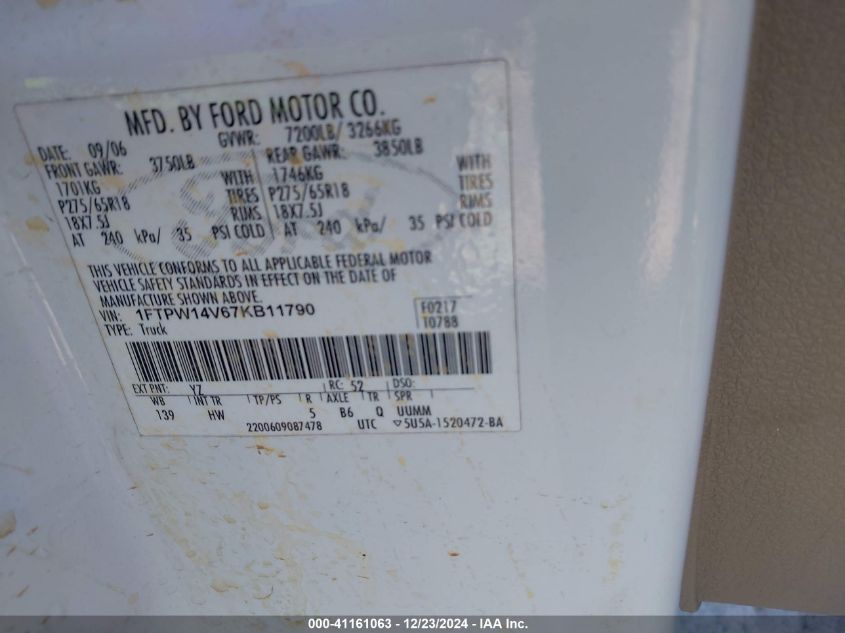 MFD. BY FORD MOTOR CO.
DATE: 09/06 GVWR: 7200LB/ 3266KG
FRONT GAWR: 3750LB REAR GAWR: 3850LB
1701KG WITH 1746KG WITH
P275/65R18 TIRES P275/65R18 TIRES
18X7.5J RIMS 18X7.5J RIMS
AT 240 kPa/ 35 PSI COLD AT 240 kPa/ 35 PSI COLD
THIS VEHICLE CONFORMS TO ALL APPLICABLE FEDERAL MOTOR
VEHICLE SAFETY STANDARDS IN EFFECT ON THE DATE OF
MANUFACTURE SHOWN ABOVE.
VIN: 1FTPW14V67KB11790 F0217
TYPE: Truck T0788
EXT PNT: YZ RC: 52 DSO:
WB INT TR TP/PS R AXLE TR SPR
139 HW 5 B6 Q UUMM
2200609087478 UTC ▽5U5A-1520472-BA
000-41161063 - 12/23/2024 - IAA Inc.